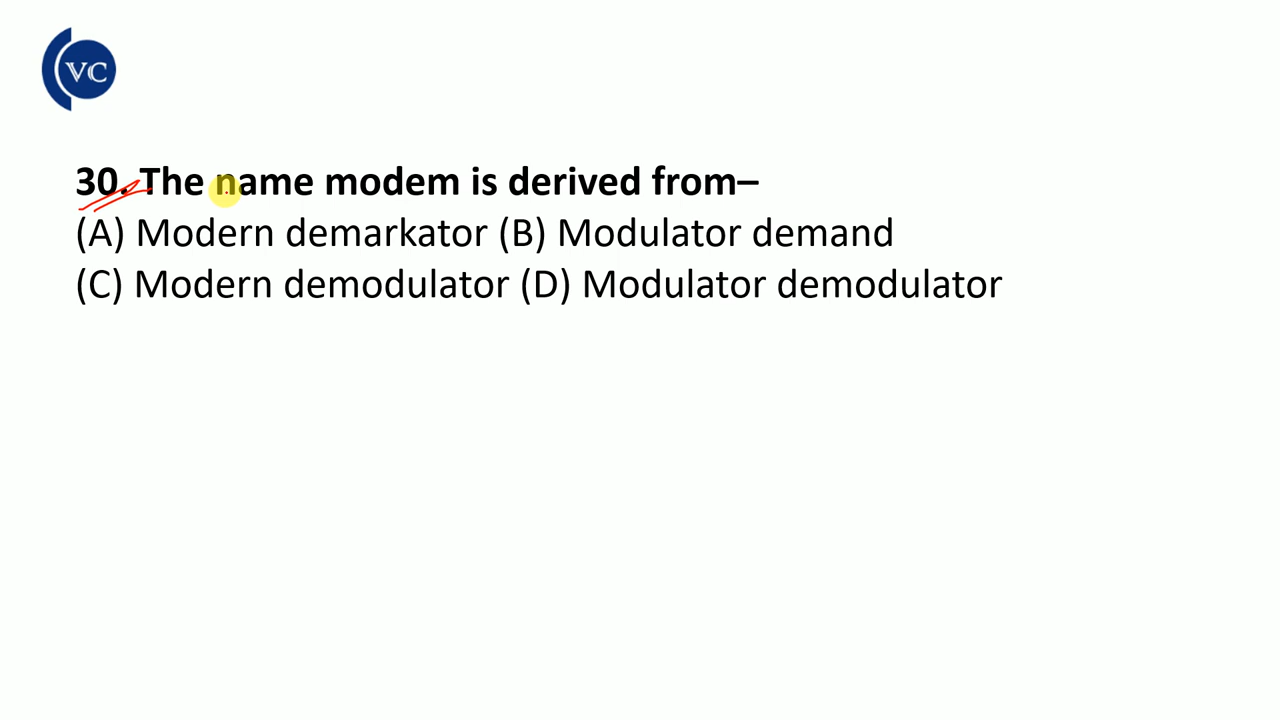 VC
30. The name modem is derived from–
(A) Modern demarkator (B) Modulator demand
(C) Modern demodulator (D) Modulator demodulator